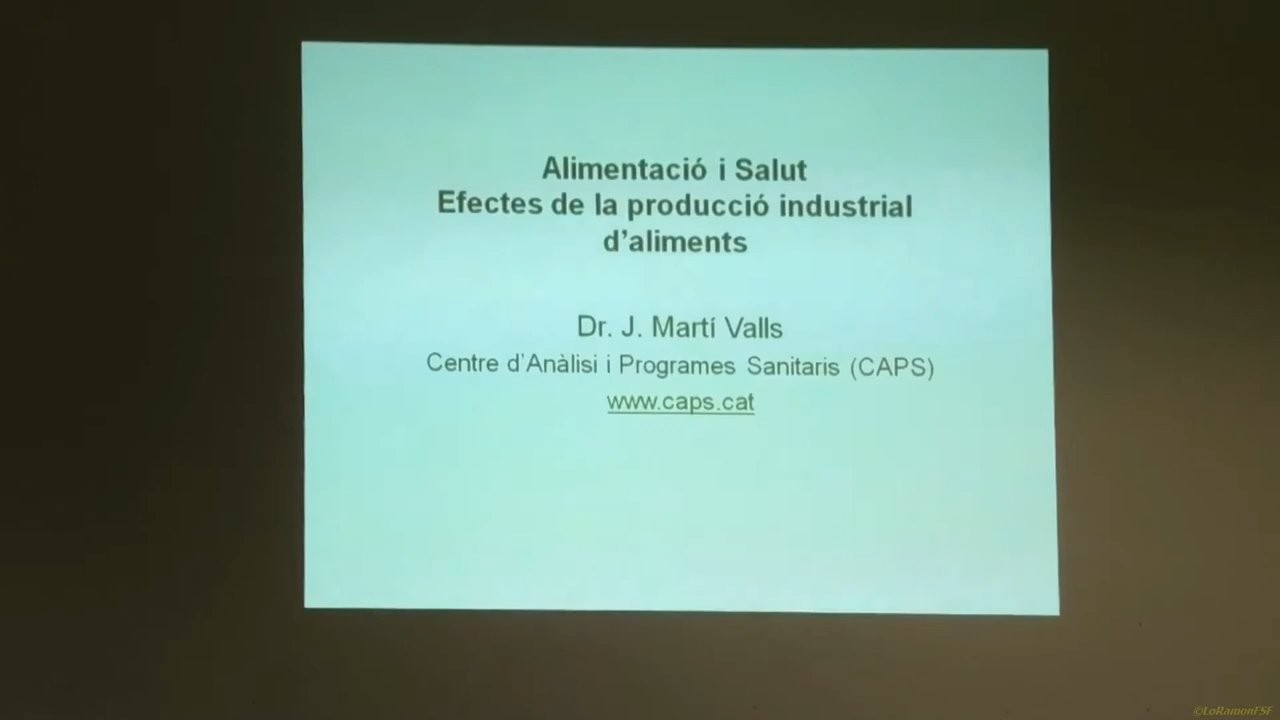 Alimentació i Salut
Efectes de la producció industrial
d'aliments
Dr. J. Martí Valls
Centre d'Anàlisi i Programes Sanitaris (CAPS)
www.caps.cat
©LoRamonFSF